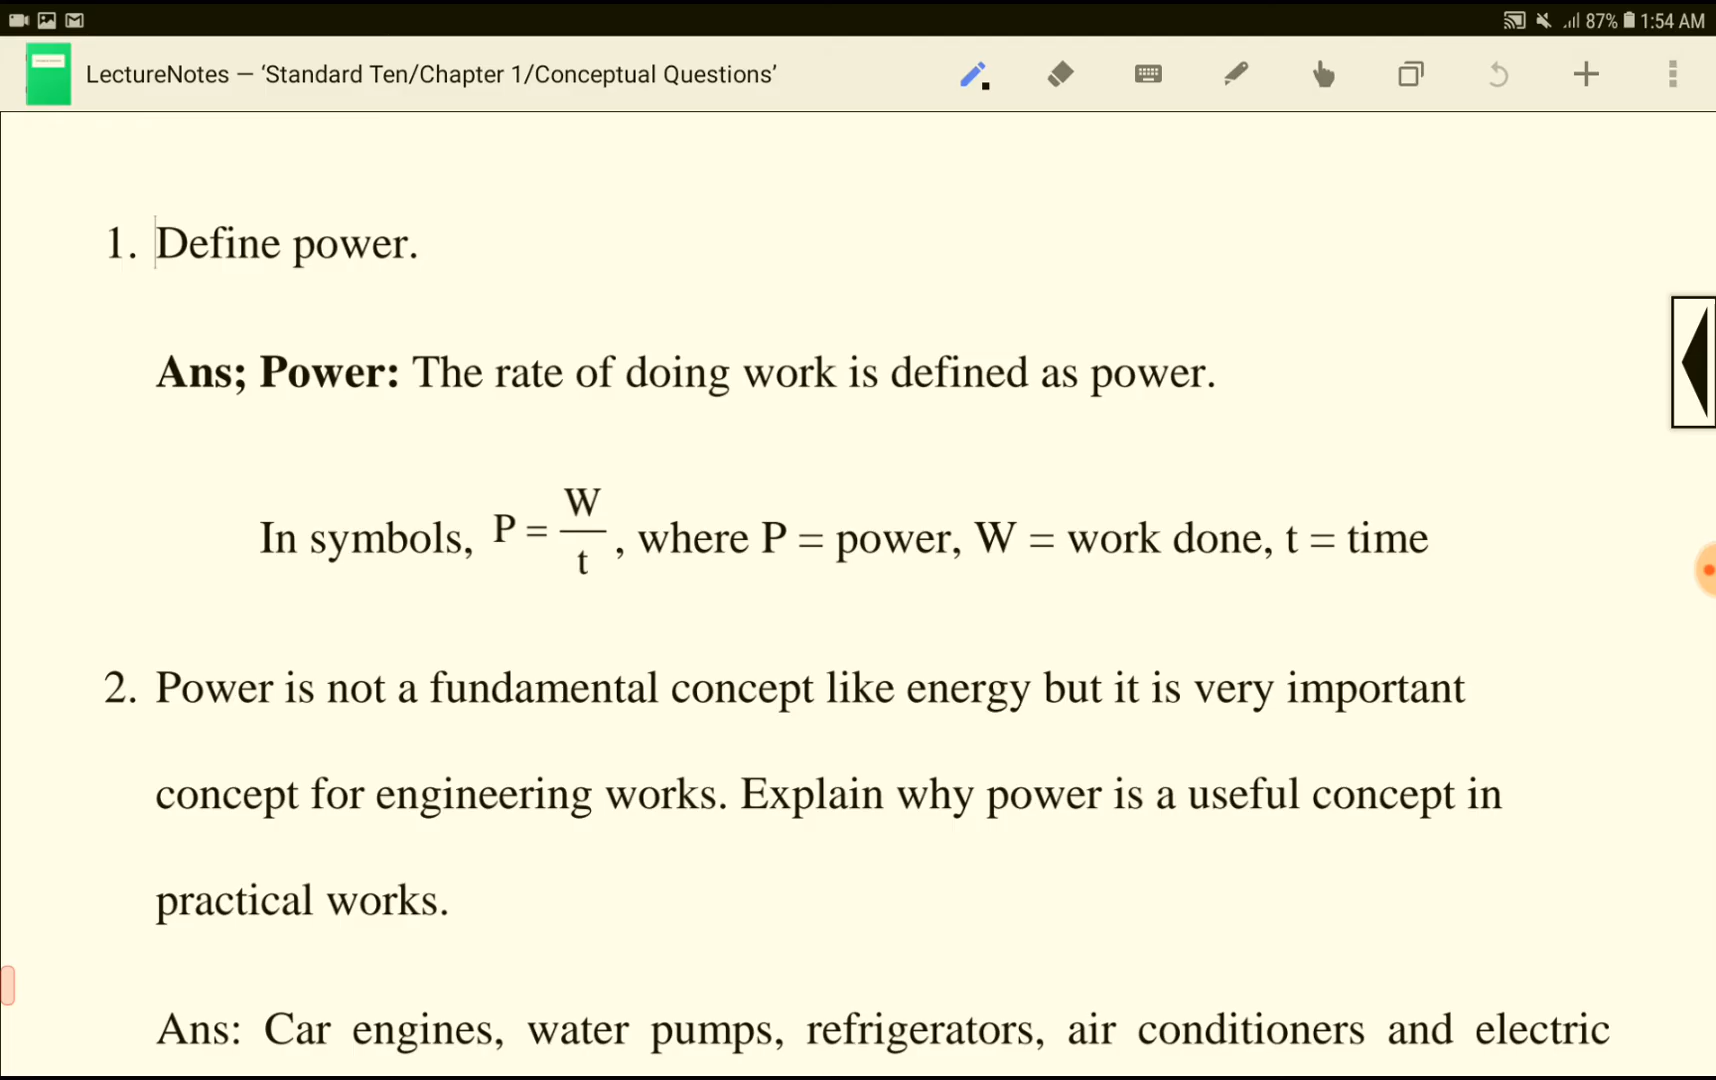 87% 1:54 AM
LectureNotes – ‘Standard Ten/Chapter 1/Conceptual Questions’
1. Define power.
Ans; Power: The rate of doing work is defined as power.
In symbols, P = W/t, where P = power, W = work done, t = time
2. Power is not a fundamental concept like energy but it is very important
concept for engineering works. Explain why power is a useful concept in
practical works.
Ans: Car engines, water pumps, refrigerators, air conditioners and electric